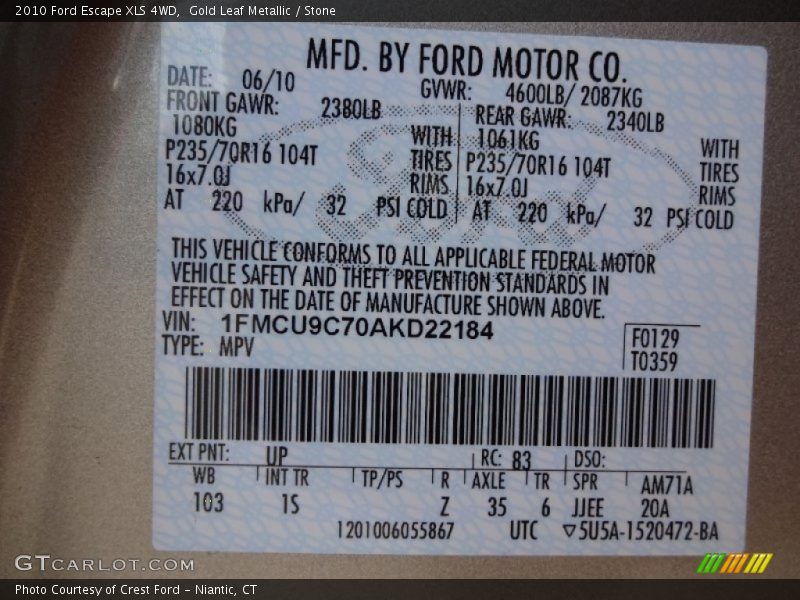 2010 Ford Escape XLS 4WD,  Gold Leaf Metallic / Stone
MFD. BY FORD MOTOR CO.
DATE: 06/10 GVWR: 4600LB/ 2087KG
FRONT GAWR: 2380LB REAR GAWR: 2340LB
1080KG WITH 1061KG WITH
P235/70R16 104T TIRES P235/70R16 104T TIRES
16x7.0J RIMS 16x7.0J RIMS
AT 220 kPa/ 32 PSI COLD AT 220 kPa/ 32 PSI COLD
THIS VEHICLE CONFORMS TO ALL APPLICABLE FEDERAL MOTOR
VEHICLE SAFETY AND THEFT PREVENTION STANDARDS IN
EFFECT ON THE DATE OF MANUFACTURE SHOWN ABOVE.
VIN: 1FMCU9C70AKD22184
F0129
TYPE: MPV
T0359
EXT PNT: UP RC: 83 DSO:
WB INT TR TP/PS R AXLE TR SPR AM71A
103 1S Z 35 6 JJEE 20A
1201006055867 UTC ▽5U5A-1520472-BA
GTCARLOT.COM
Photo Courtesy of Crest Ford – Niantic, CT